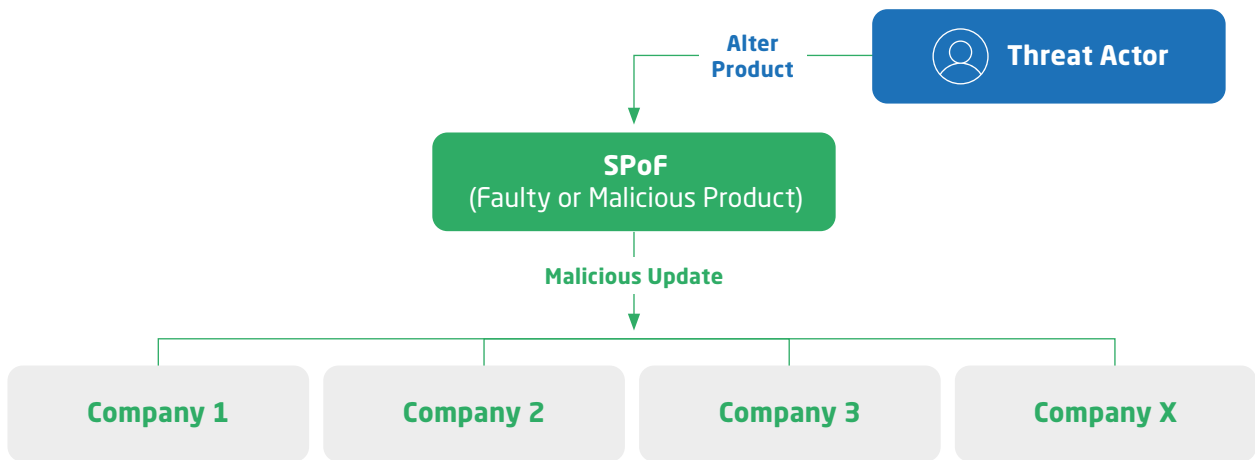 Alter
Product
Threat Actor
SPoF
(Faulty or Malicious Product)
Malicious Update
Company 1
Company 2
Company 3
Company X